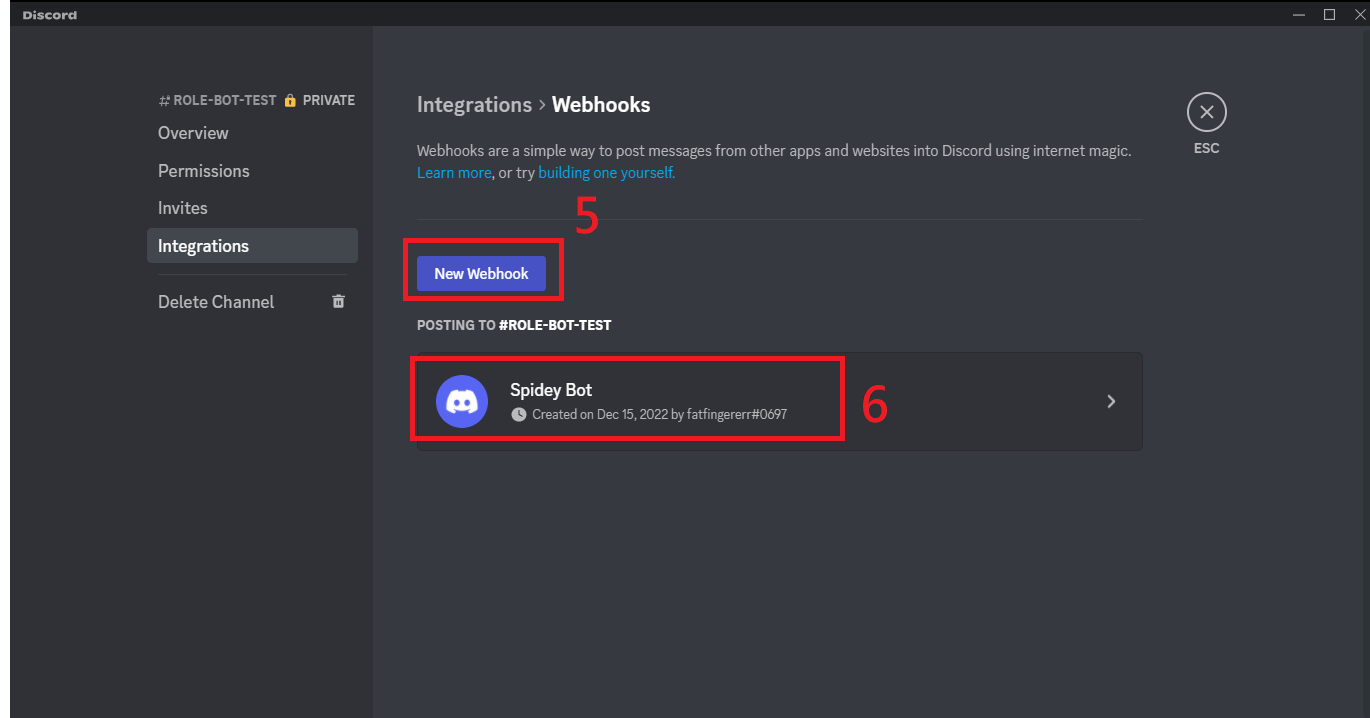 Discord
# ROLE-BOT-TEST 🔒 PRIVATE
Overview
Permissions
Invites
Integrations
Delete Channel
Integrations › Webhooks
Webhooks are a simple way to post messages from other apps and websites into Discord using internet magic.
Learn more, or try building one yourself.
5
New Webhook
POSTING TO #ROLE-BOT-TEST
Spidey Bot
Created on Dec 15, 2022 by fatfingererr#0697
6
ESC